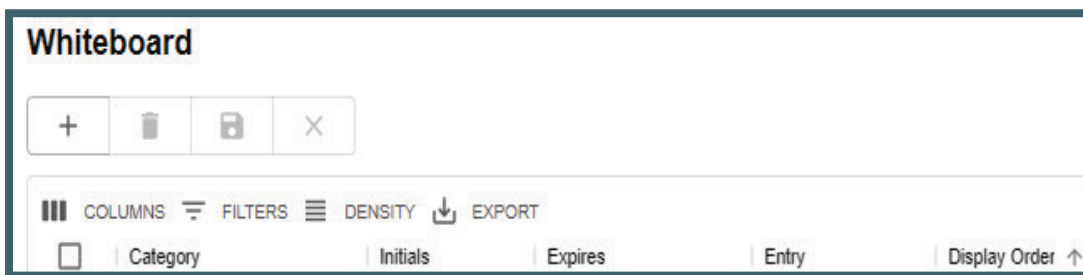 Whiteboard
COLUMNS FILTERS DENSITY EXPORT
Category Initials Expires Entry Display Order